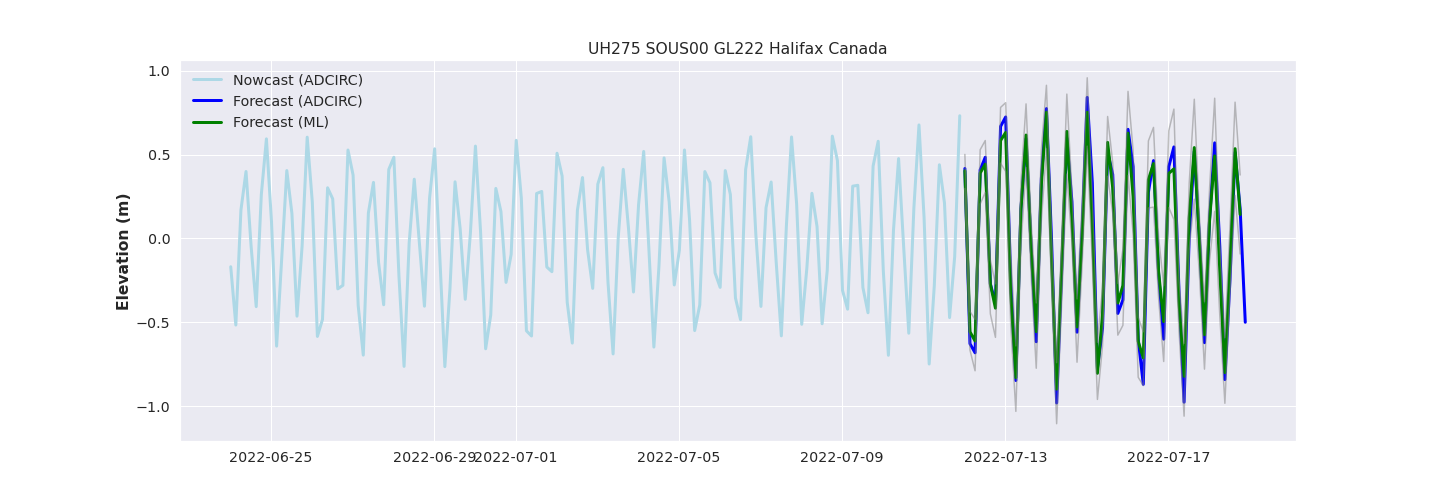 UH275 SOUS00 GL222 Halifax Canada
Nowcast (ADCIRC)
Forecast (ADCIRC)
Forecast (ML)
Elevation (m)
1.0
0.5
0.0
−0.5
−1.0
2022-06-25
2022-06-29
2022-07-01
2022-07-05
2022-07-09
2022-07-13
2022-07-17